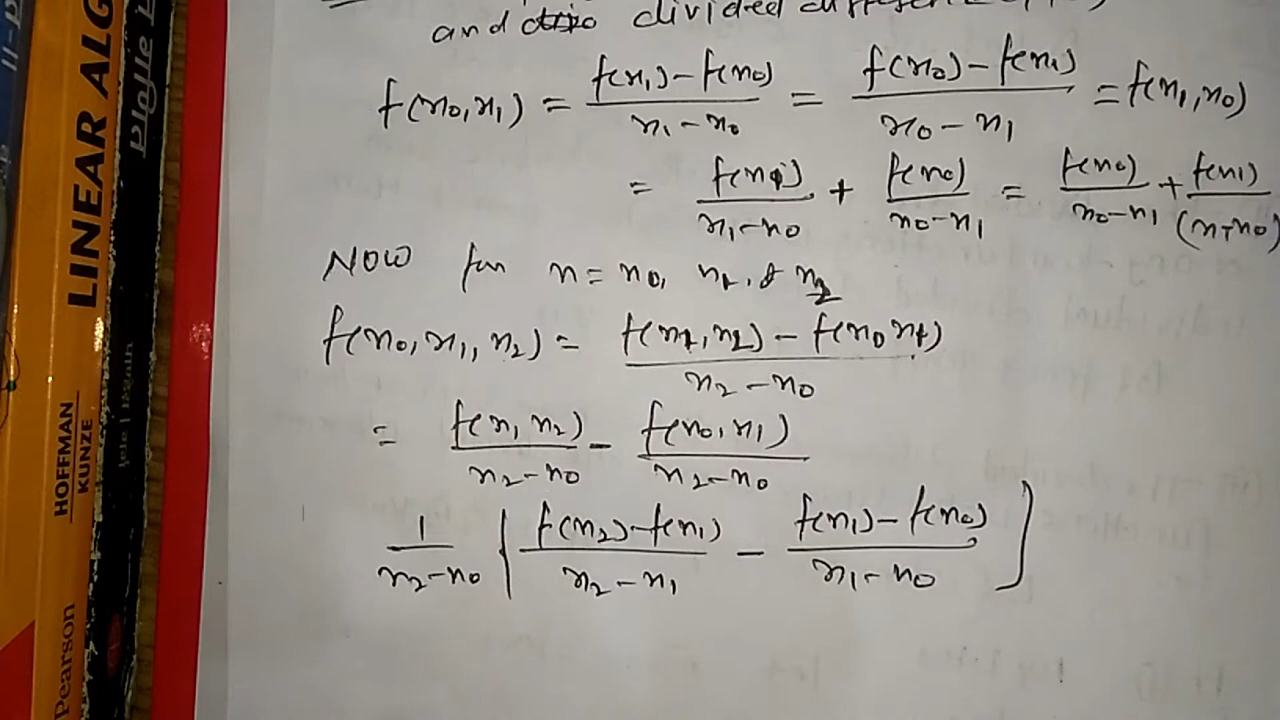 and divided
f(x0, x1) = f(x1) - f(x0) / x1 - x0 = f(x0) - f(x1) / x0 - x1 = f(x1, x0)
= f(x1) / x1 - x0 + f(x0) / x0 - x1 = f(x0) / x0 - x1 + f(x1) / (x1 - x0)
Now for x = x0, x1, & x2
f(x0, x1, x2) = f(x1, x2) - f(x0 x1) / x2 - x0
= f(x1 x2) / x2 - x0 - f(x0, x1) / x2 - x0
1 / x2 - x0 [ f(x2) - f(x1) / x2 - x1 - f(x1) - f(x0) / x1 - x0 ]
LINEAR ALG
HOFFMAN
KUNZE
Pearson